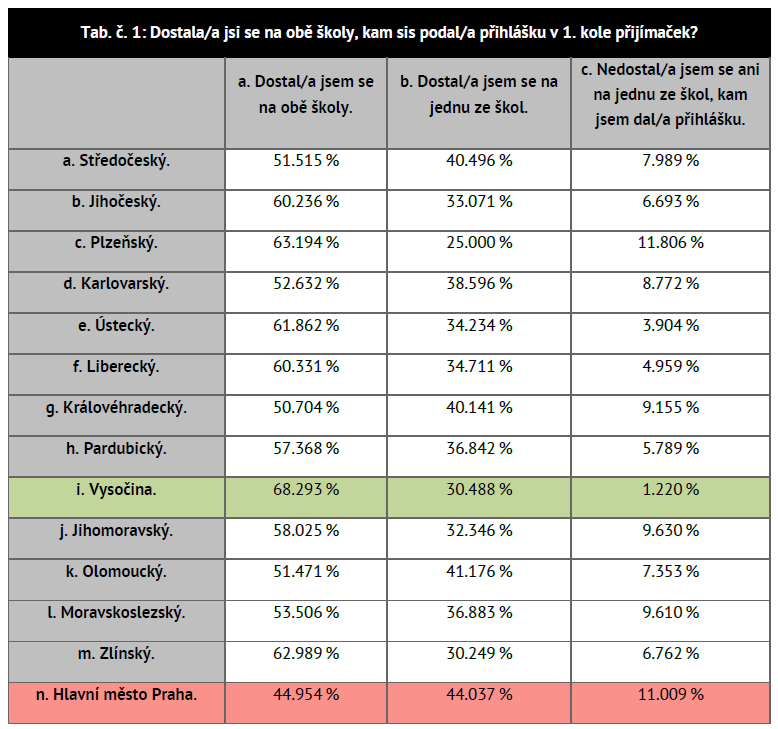 Tab. č. 1: Dostala/a jsi se na obě školy, kam sis podal/a přihlášku v 1. kole přijímaček?
a. Dostal/a jsem se na obě školy.
b. Dostal/a jsem se na jednu ze škol.
c. Nedostal/a jsem se ani na jednu ze škol, kam jsem dal/a přihlášku.
a. Středočeský. 51.515 % 40.496 % 7.989 %
b. Jihočeský. 60.236 % 33.071 % 6.693 %
c. Plzeňský. 63.194 % 25.000 % 11.806 %
d. Karlovarský. 52.632 % 38.596 % 8.772 %
e. Ústecký. 61.862 % 34.234 % 3.904 %
f. Liberecký. 60.331 % 34.711 % 4.959 %
g. Královéhradecký. 50.704 % 40.141 % 9.155 %
h. Pardubický. 57.368 % 36.842 % 5.789 %
i. Vysočina. 68.293 % 30.488 % 1.220 %
j. Jihomoravský. 58.025 % 32.346 % 9.630 %
k. Olomoucký. 51.471 % 41.176 % 7.353 %
l. Moravskoslezský. 53.506 % 36.883 % 9.610 %
m. Zlínský. 62.989 % 30.249 % 6.762 %
n. Hlavní město Praha. 44.954 % 44.037 % 11.009 %